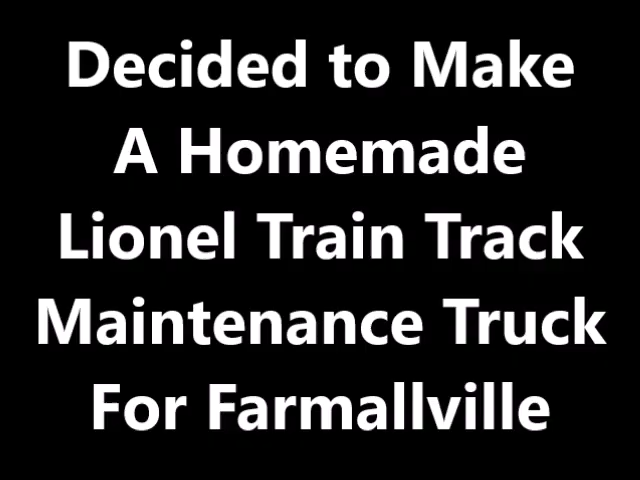 Decided to Make
A Homemade
Lionel Train Track
Maintenance Truck
For Farmallville